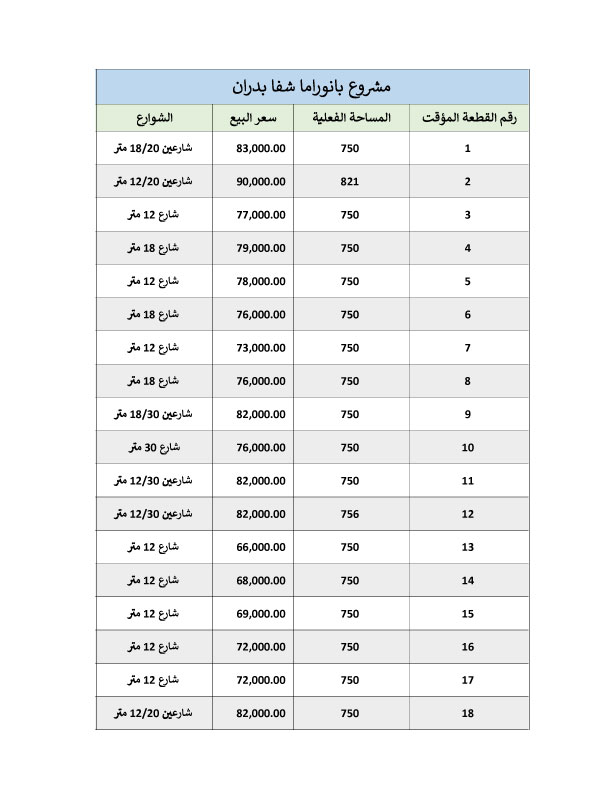 مشروع بانوراما شفا بدران
رقم القطعة المؤقت المساحة الفعلية سعر البيع الشوارع
1 750 83,000.00 شارعين 18/20 متر
2 821 90,000.00 شارعين 12/20 متر
3 750 77,000.00 شارع 12 متر
4 750 79,000.00 شارع 18 متر
5 750 78,000.00 شارع 12 متر
6 750 76,000.00 شارع 18 متر
7 750 73,000.00 شارع 12 متر
8 750 76,000.00 شارع 18 متر
9 750 82,000.00 شارعين 18/30 متر
10 750 76,000.00 شارع 30 متر
11 750 82,000.00 شارعين 12/30 متر
12 756 82,000.00 شارعين 12/30 متر
13 750 66,000.00 شارع 12 متر
14 750 68,000.00 شارع 12 متر
15 750 69,000.00 شارع 12 متر
16 750 72,000.00 شارع 12 متر
17 750 72,000.00 شارع 12 متر
18 750 82,000.00 شارعين 12/20 متر